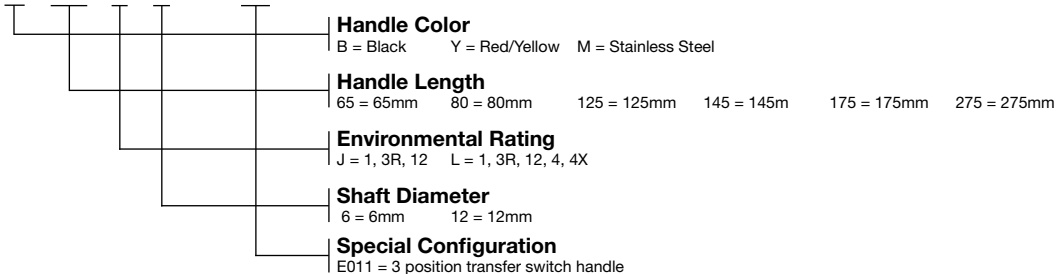 Handle Color
B = Black Y = Red/Yellow M = Stainless Steel
Handle Length
65 = 65mm 80 = 80mm 125 = 125mm 145 = 145m 175 = 175mm 275 = 275mm
Environmental Rating
J = 1, 3R, 12 L = 1, 3R, 12, 4, 4X
Shaft Diameter
6 = 6mm 12 = 12mm
Special Configuration
E011 = 3 position transfer switch handle